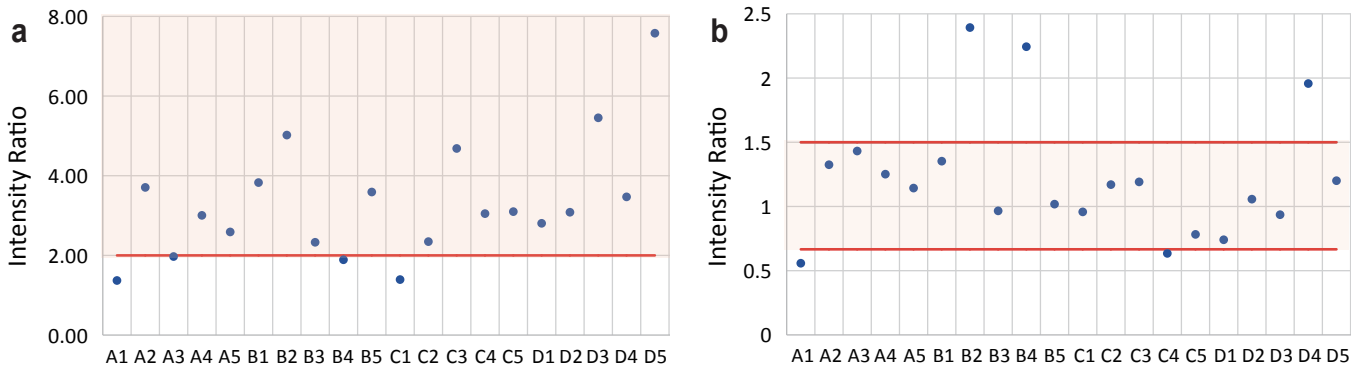 a
Intensity Ratio
8.00
6.00
4.00
2.00
0.00
A1 A2 A3 A4 A5 B1 B2 B3 B4 B5 C1 C2 C3 C4 C5 D1 D2 D3 D4 D5
b
Intensity Ratio
2.5
2
1.5
1
0.5
0
A1 A2 A3 A4 A5 B1 B2 B3 B4 B5 C1 C2 C3 C4 C5 D1 D2 D3 D4 D5